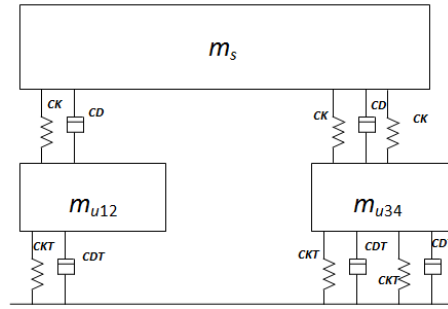 m_s
CK CD CK CD CK
m_u12 m_u34
CKT CDT CKT CDT CKT CD